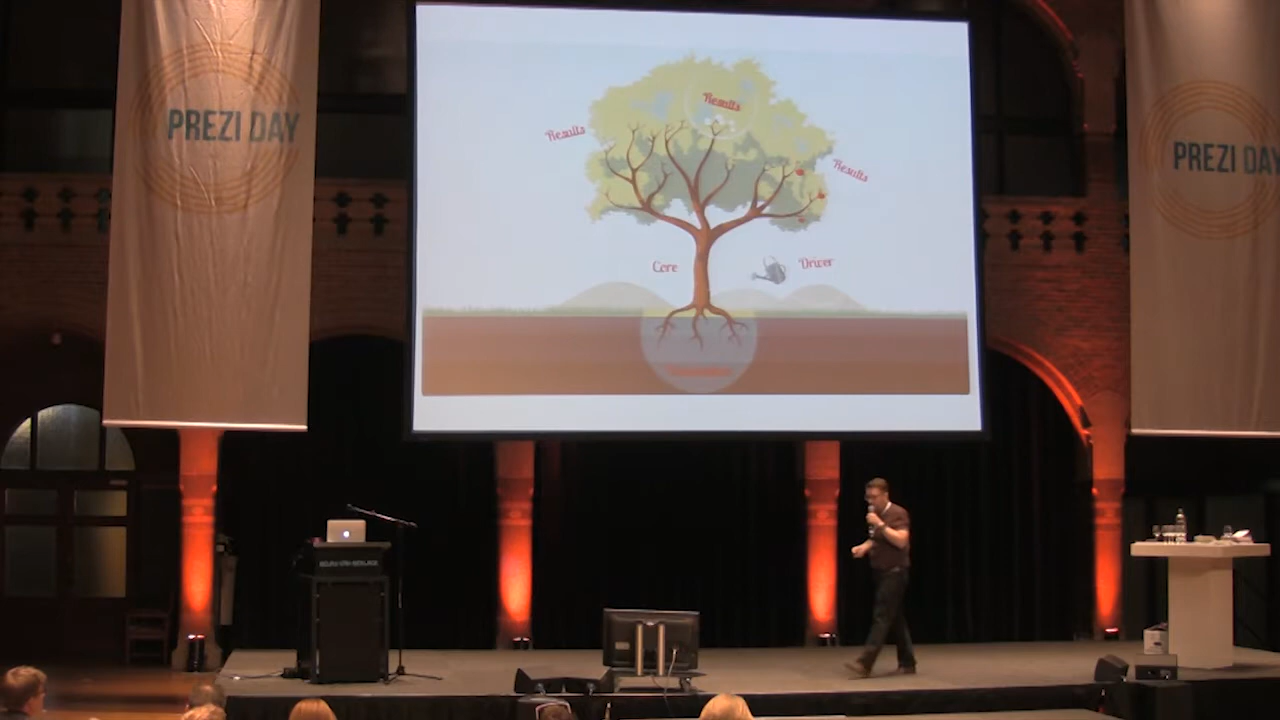 PREZI DAY
Results
Results
Results
Core
Driver
PREZI DAY